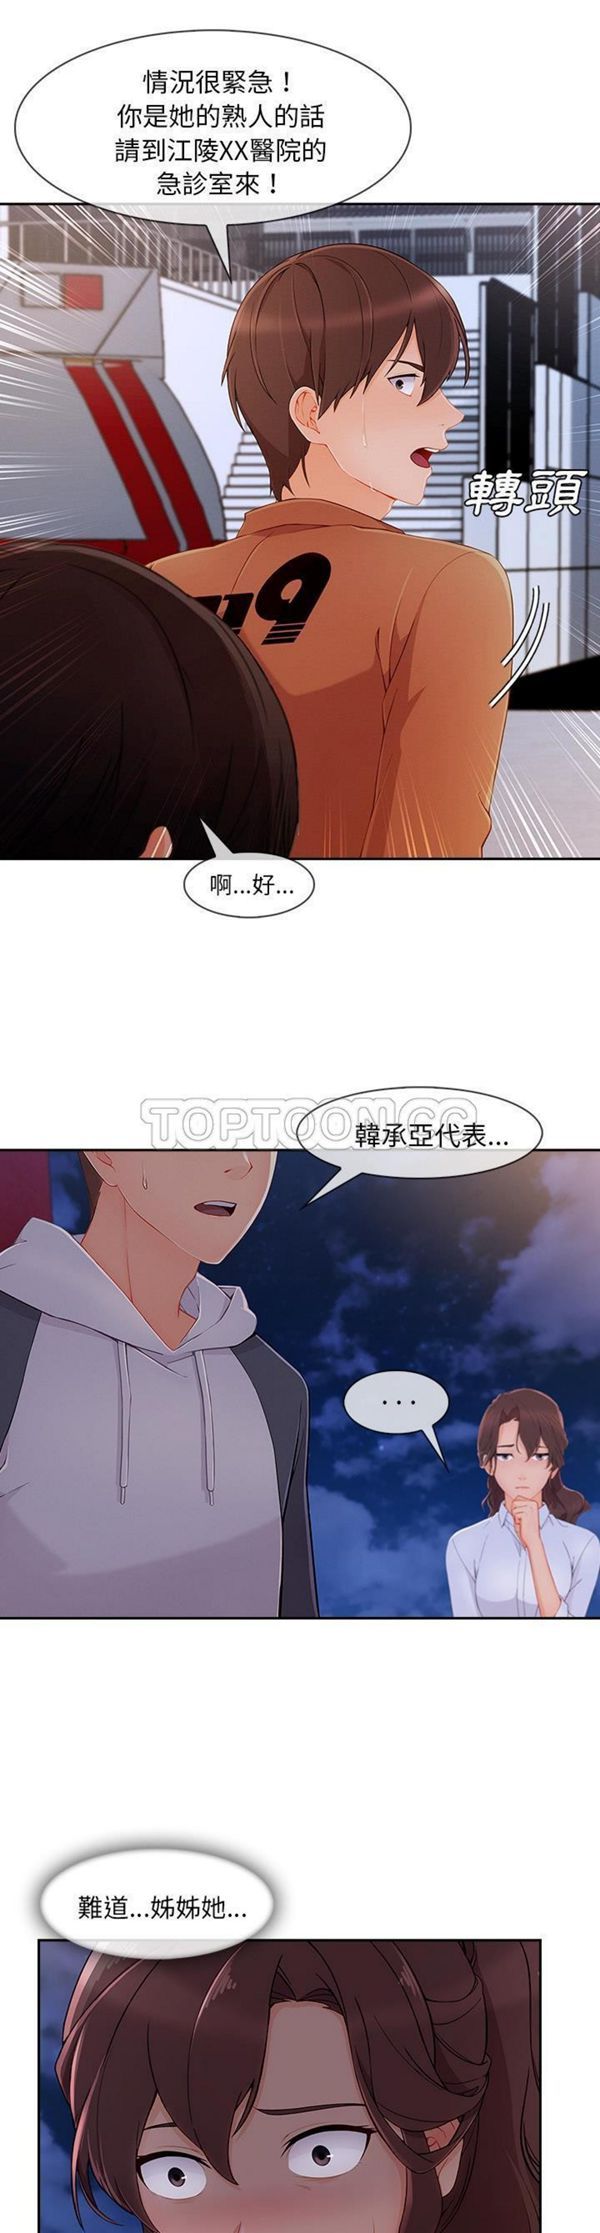 情況很緊急！
你是她的熟人的話
請到江陵XX醫院的
急診室來！
轉頭
119
啊...好...
TOPTOON.CC
韓承亞代表...
...
難道...姊姊她...